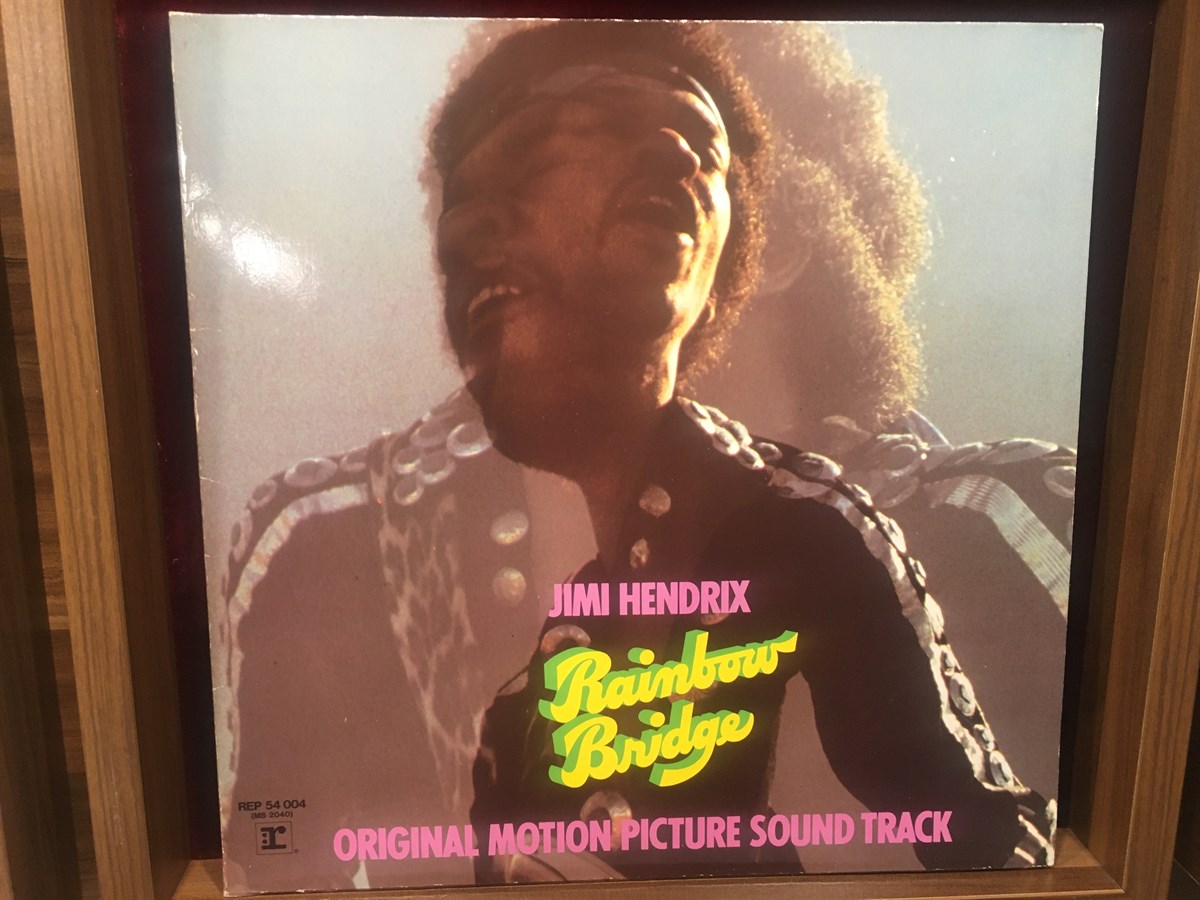 JIMI HENDRIX
Rainbow
Bridge
REP 54 004
(MS 2040)
r
ORIGINAL MOTION PICTURE SOUND TRACK